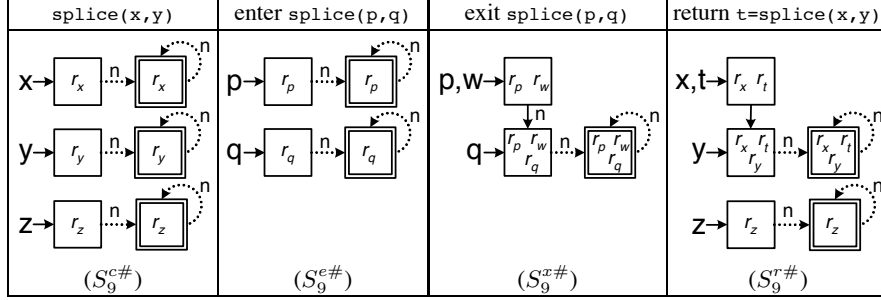 splice(x,y) enter splice(p,q) exit splice(p,q) return t=splice(x,y)
n n n n
x r_x n r_x p r_p n r_p p,w r_p r_w x,t r_x r_t
n n n n n
y r_y n r_y q r_q n r_q q r_p r_w r_q n r_p r_w r_q y r_x r_t r_y n r_x r_t r_y
n n
z r_z n r_z z r_z n r_z
(S_9^{c#}) (S_9^{e#}) (S_9^{x#}) (S_9^{r#})